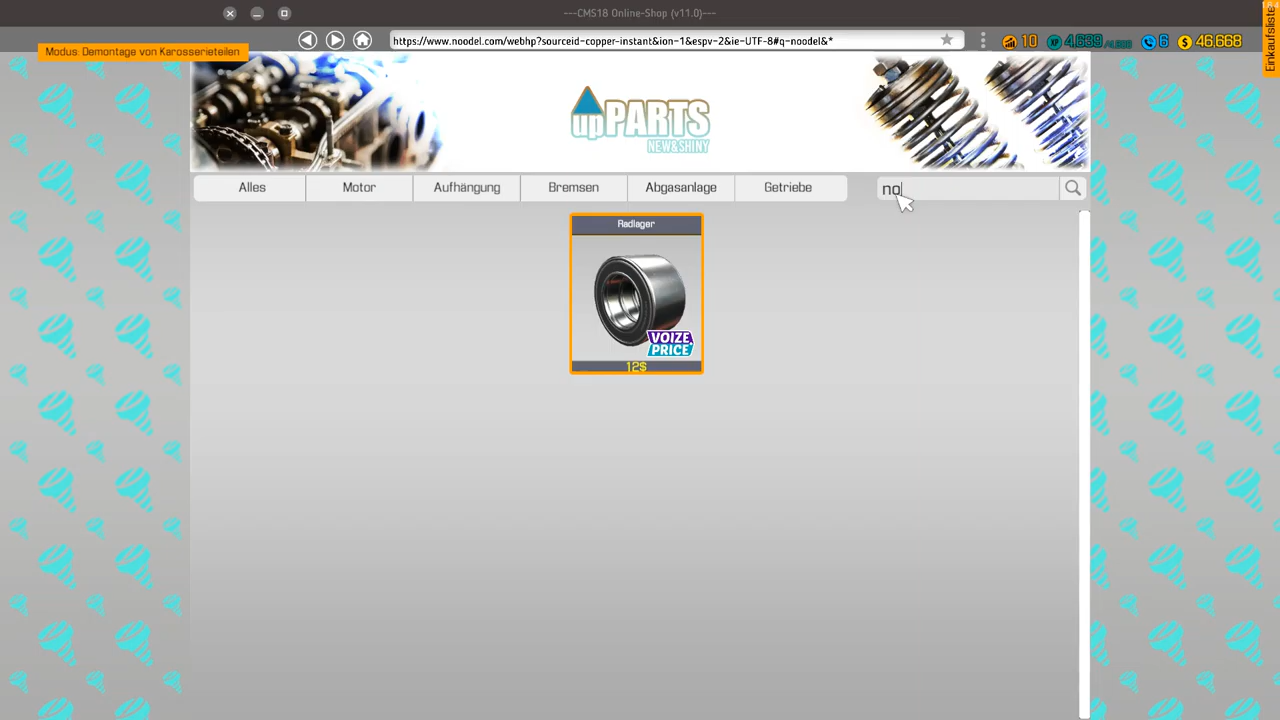 ---CMS18 Online-Shop (v11.0)---
Modus: Demontage von Karosserieteilen
https://www.noodel.com/webhp?sourceid-copper-instant&ion-1&espv-2&ie-UTF-8#q-noodel&*
10
XP 4,639
6
$ 46,668
Einkaufsliste
upPARTS
NEW&SHINY
Alles
Motor
Aufhängung
Bremsen
Abgasanlage
Getriebe
no
Radlager
VOIZE
PRICE
12$